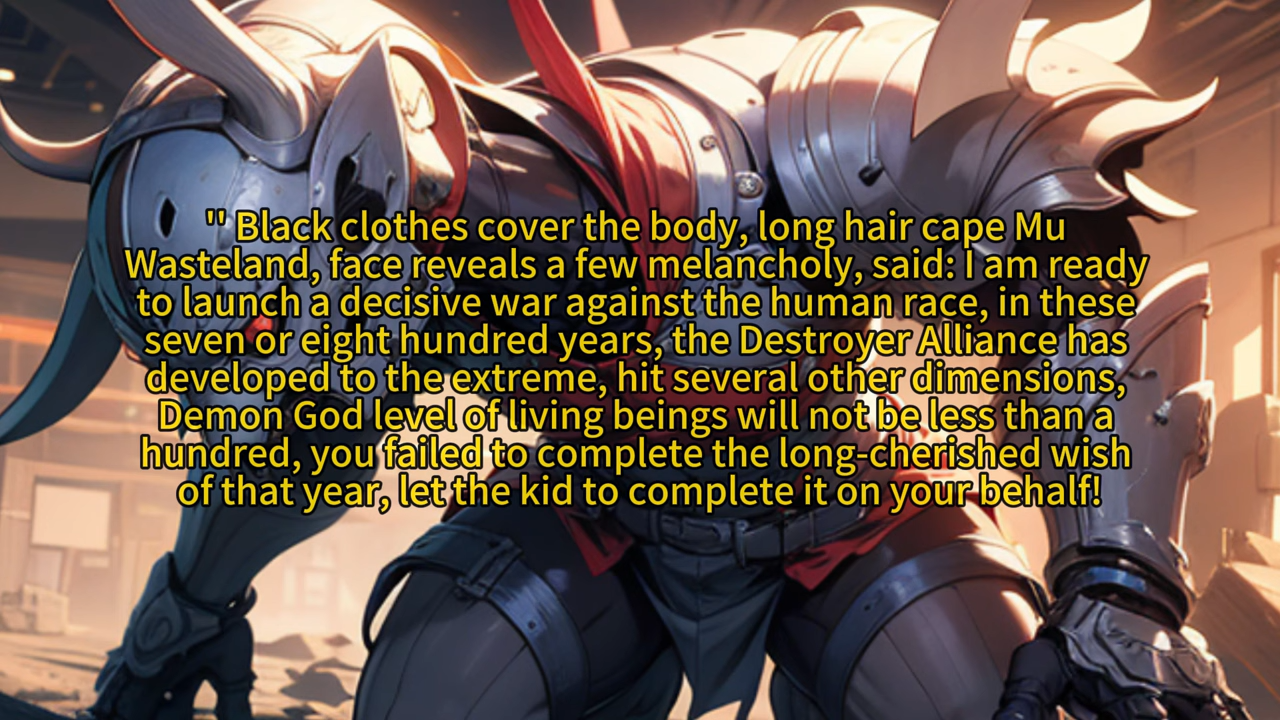 " Black clothes cover the body, long hair cape Mu
Wasteland, face reveals a few melancholy, said: I am ready
to launch a decisive war against the human race, in these
seven or eight hundred years, the Destroyer Alliance has
developed to the extreme, hit several other dimensions,
Demon God level of living beings will not be less than a
hundred, you failed to complete the long-cherished wish
of that year, let the kid to complete it on your behalf!